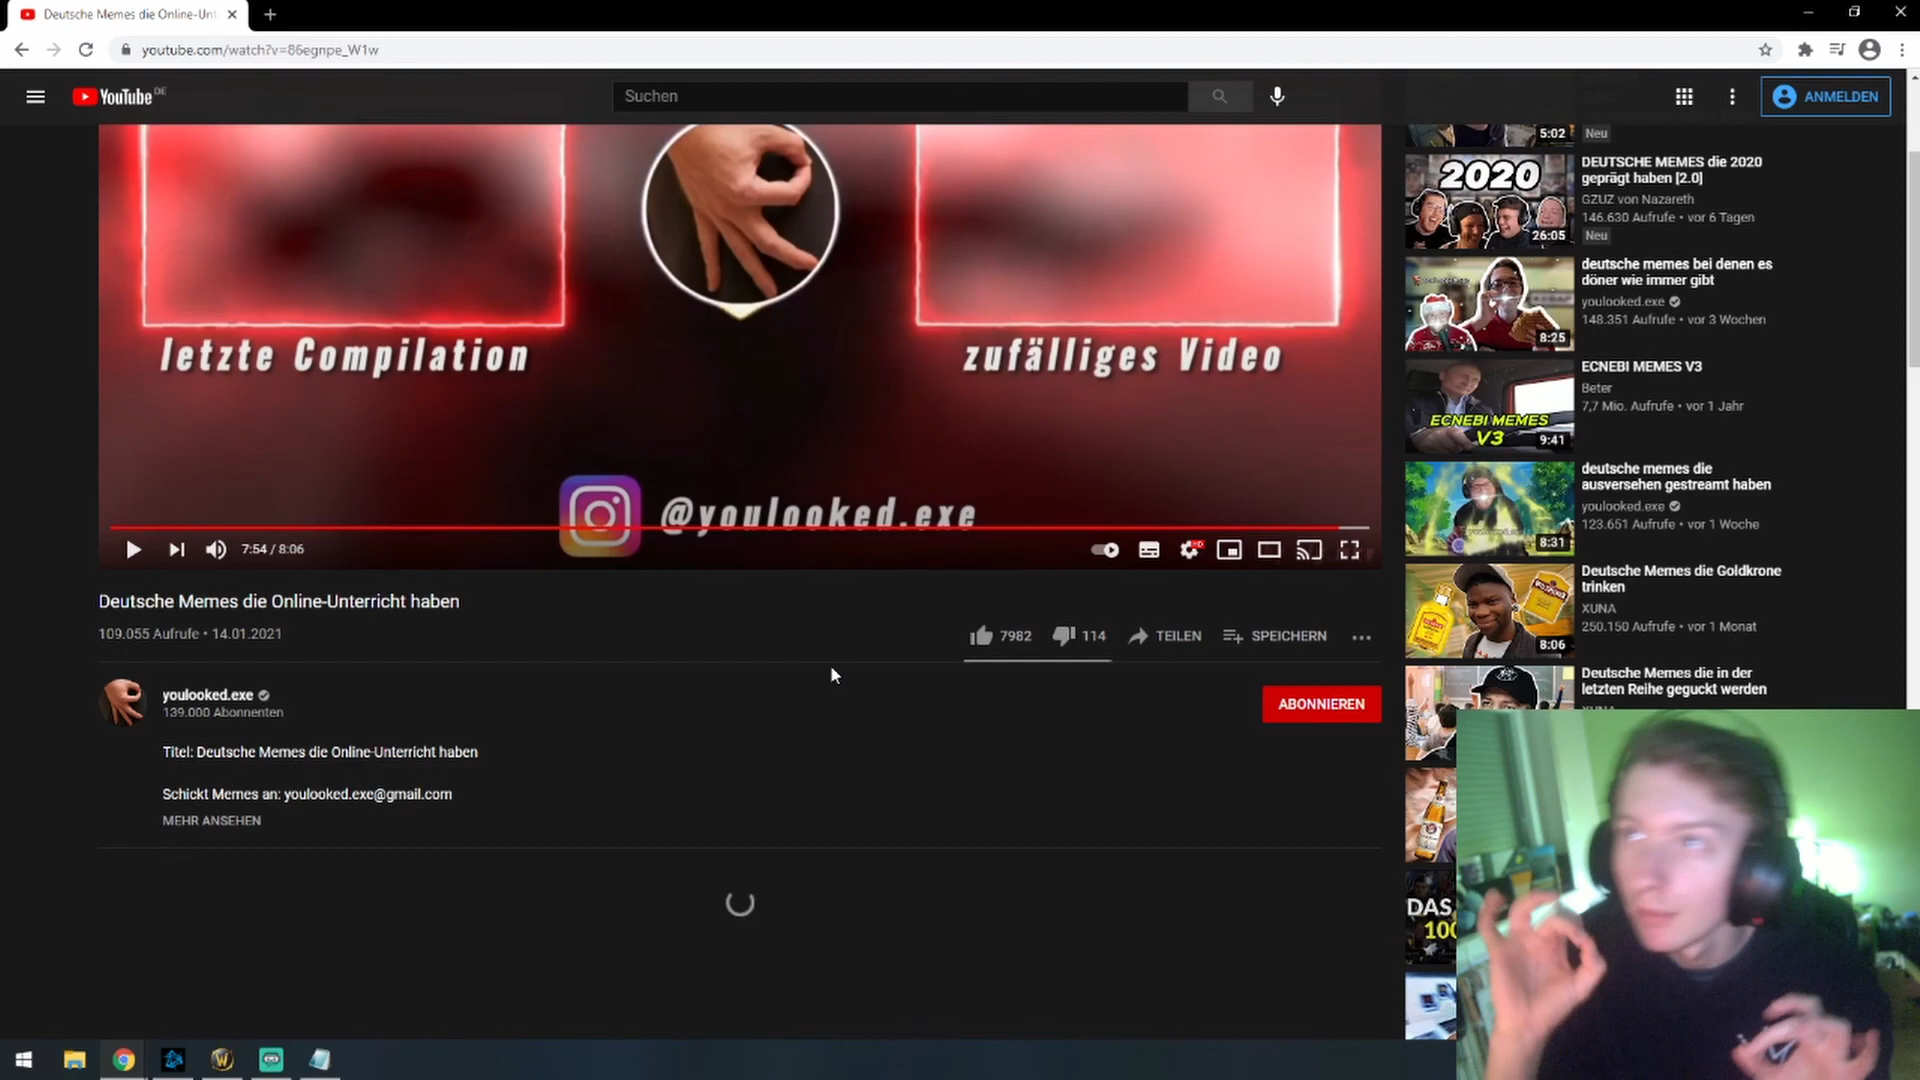 Deutsche Memes die Online-Un
youtube.com/watch?v=86egnpe_W1w
YouTube DE
Suchen
ANMELDEN
letzte Compilation
zufälliges Video
@youlooked.exe
7:54 / 8:06
Deutsche Memes die Online-Unterricht haben
109.055 Aufrufe • 14.01.2021
7982
114
TEILEN
SPEICHERN
youlooked.exe
139.000 Abonnenten
ABONNIEREN
Titel: Deutsche Memes die Online-Unterricht haben
Schickt Memes an: youlooked.exe@gmail.com
MEHR ANSEHEN
5:02
Neu
2020
26:05
DEUTSCHE MEMES die 2020
geprägt haben [2.0]
GZUZ von Nazareth
146.630 Aufrufe • vor 6 Tagen
Neu
8:25
deutsche memes bei denen es
döner wie immer gibt
youlooked.exe
148.351 Aufrufe • vor 3 Wochen
ECNEBI MEMES
V3
9:41
ECNEBI MEMES V3
Beter
7,7 Mio. Aufrufe • vor 1 Jahr
8:31
deutsche memes die
ausversehen gestreamt haben
youlooked.exe
123.651 Aufrufe • vor 1 Woche
8:06
Deutsche Memes die Goldkrone
trinken
XUNA
250.150 Aufrufe • vor 1 Monat
Deutsche Memes die in der
letzten Reihe geguckt werden
XUNA
DAS
100